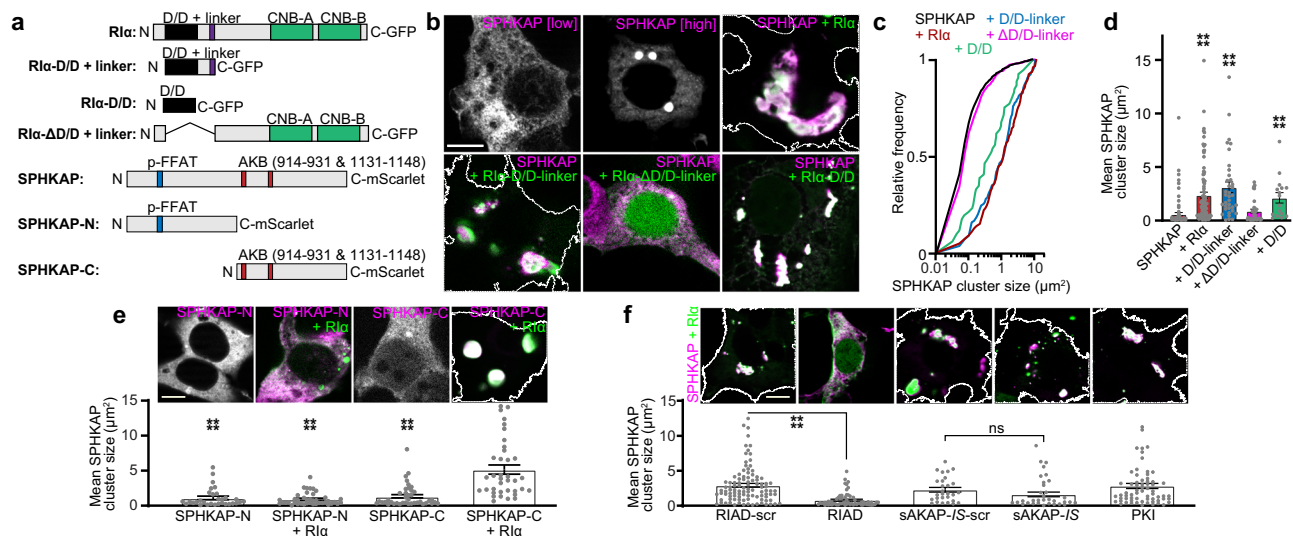 a
D/D + linker CNB-A CNB-B
RIα: N C-GFP
D/D + linker
RIα-D/D + linker: N C-GFP
D/D
RIα-D/D: N C-GFP
CNB-A CNB-B
RIα-ΔD/D + linker: N C-GFP
p-FFAT AKB (914-931 & 1131-1148)
SPHKAP: N C-mScarlet
p-FFAT
SPHKAP-N: N C-mScarlet
AKB (914-931 & 1131-1148)
SPHKAP-C: N C-mScarlet
b
SPHKAP [low] SPHKAP [high] SPHKAP + RIα
SPHKAP
+ RIα-D/D-linker
SPHKAP
+ RIα-ΔD/D-linker
SPHKAP
+ RIα-D/D
c
SPHKAP + D/D-linker
+ RIα + ΔD/D-linker
+ D/D
Relative frequency
1
0.5
0
0.01 0.1 1 10
SPHKAP cluster size (µm²)
d
Mean SPHKAP
cluster size (µm²)
15
10
5
0
**
**
**
**
**
**
SPHKAP
+ RIα
+ D/D-linker
+ ΔD/D-linker
+ D/D
e
SPHKAP-N
SPHKAP-N
+ RIα
SPHKAP-C
SPHKAP-C
+ RIα
Mean SPHKAP
cluster size (µm²)
15
10
5
0
**
**
**
**
**
**
SPHKAP-N
SPHKAP-N
+ RIα
SPHKAP-C
SPHKAP-C
+ RIα
f
SPHKAP + RIα
Mean SPHKAP
cluster size (µm²)
15
10
5
0
**
**
ns
RIAD-scr RIAD sAKAP-IS-scr sAKAP-IS PKI